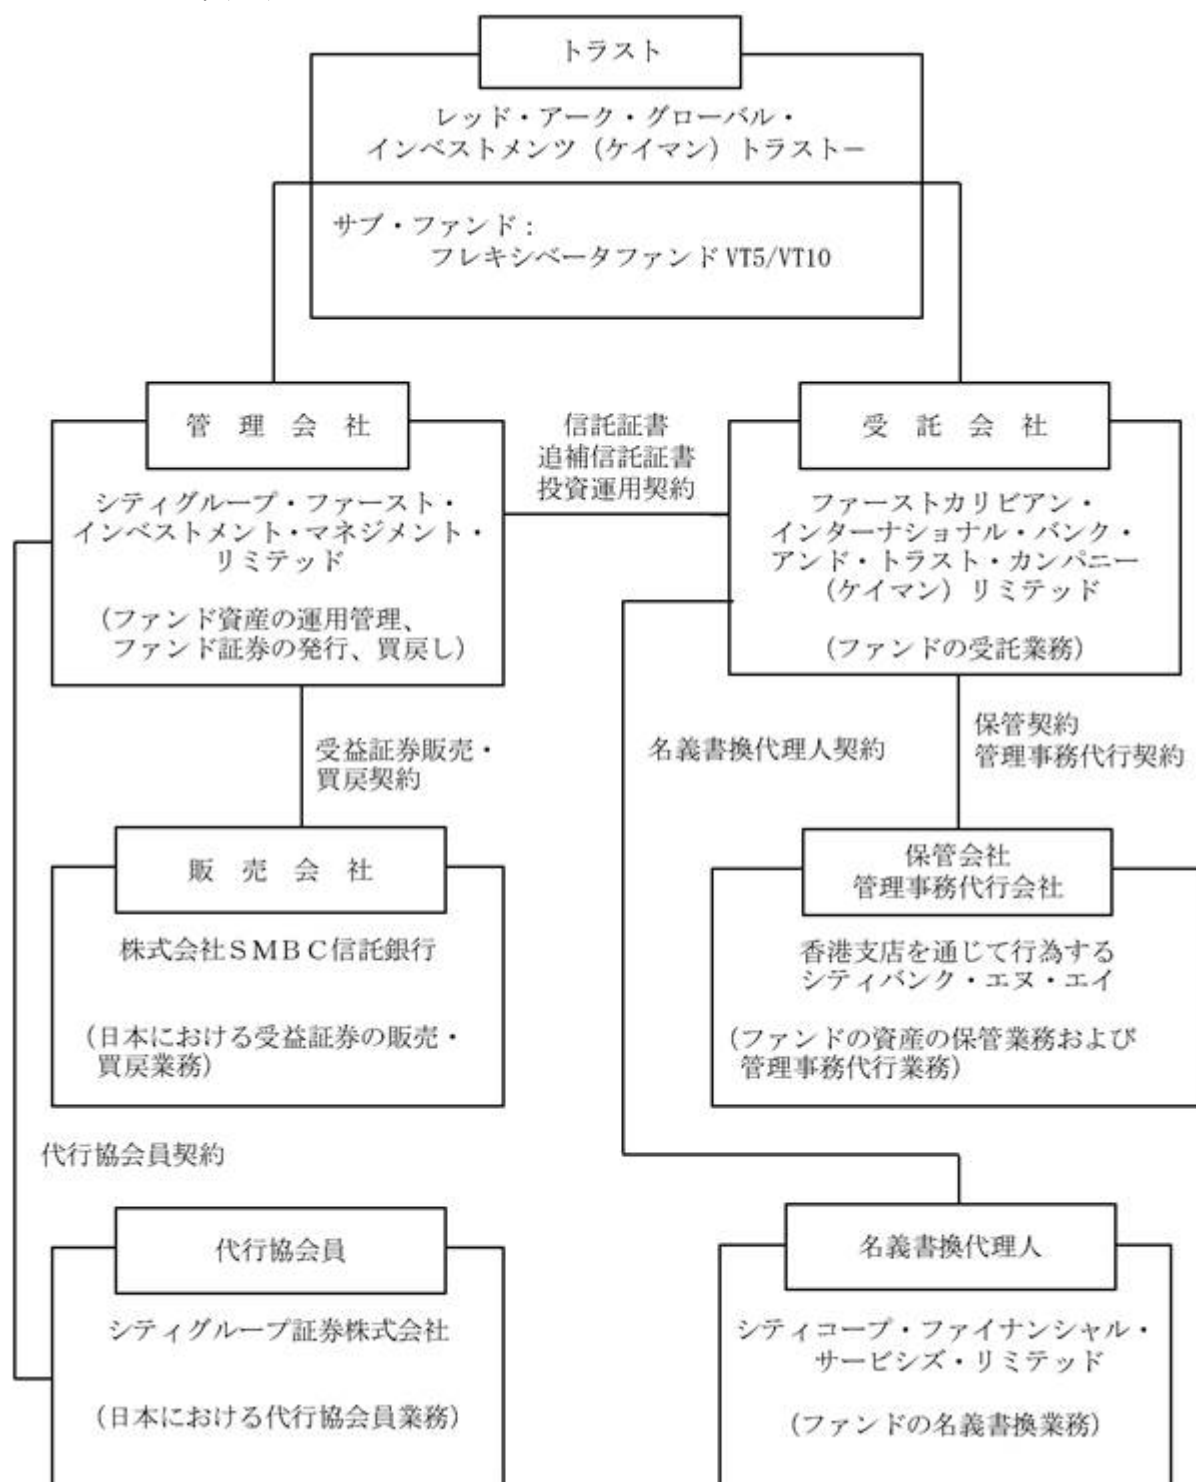 トラスト
レッド・アーク・グローバル・
インベストメンツ（ケイマン）トラスト－
サブ・ファンド：
フレキシベータファンド VT5/VT10
管理会社
シティグループ・ファースト・
インベストメント・マネジメント・
リミテッド
（ファンド資産の運用管理、
ファンド証券の発行、買戻し）
信託証書
追補信託証書
投資運用契約
受託会社
ファーストカリビアン・
インターナショナル・バンク・
アンド・トラスト・カンパニー
（ケイマン）リミテッド
（ファンドの受託業務）
受益証券販売・
買戻契約
名義書換代理人契約
保管契約
管理事務代行契約
販売会社
株式会社ＳＭＢＣ信託銀行
（日本における受益証券の販売・
買戻業務）
保管会社
管理事務代行会社
香港支店を通じて行為する
シティバンク・エヌ・エイ
（ファンドの資産の保管業務および
管理事務代行業務）
代行協会員契約
代行協会員
シティグループ証券株式会社
（日本における代行協会員業務）
名義書換代理人
シティコープ・ファイナンシャル・
サービシズ・リミテッド
（ファンドの名義書換業務）